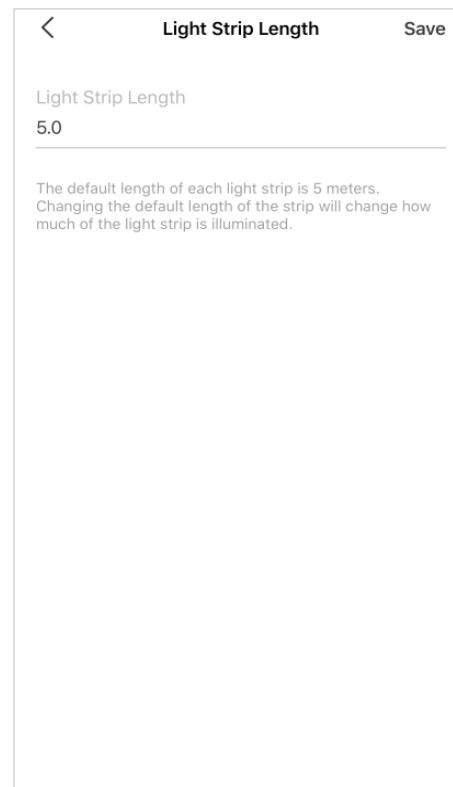 Light Strip Length Save
Light Strip Length
5.0
The default length of each light strip is 5 meters.
Changing the default length of the strip will change how
much of the light strip is illuminated.